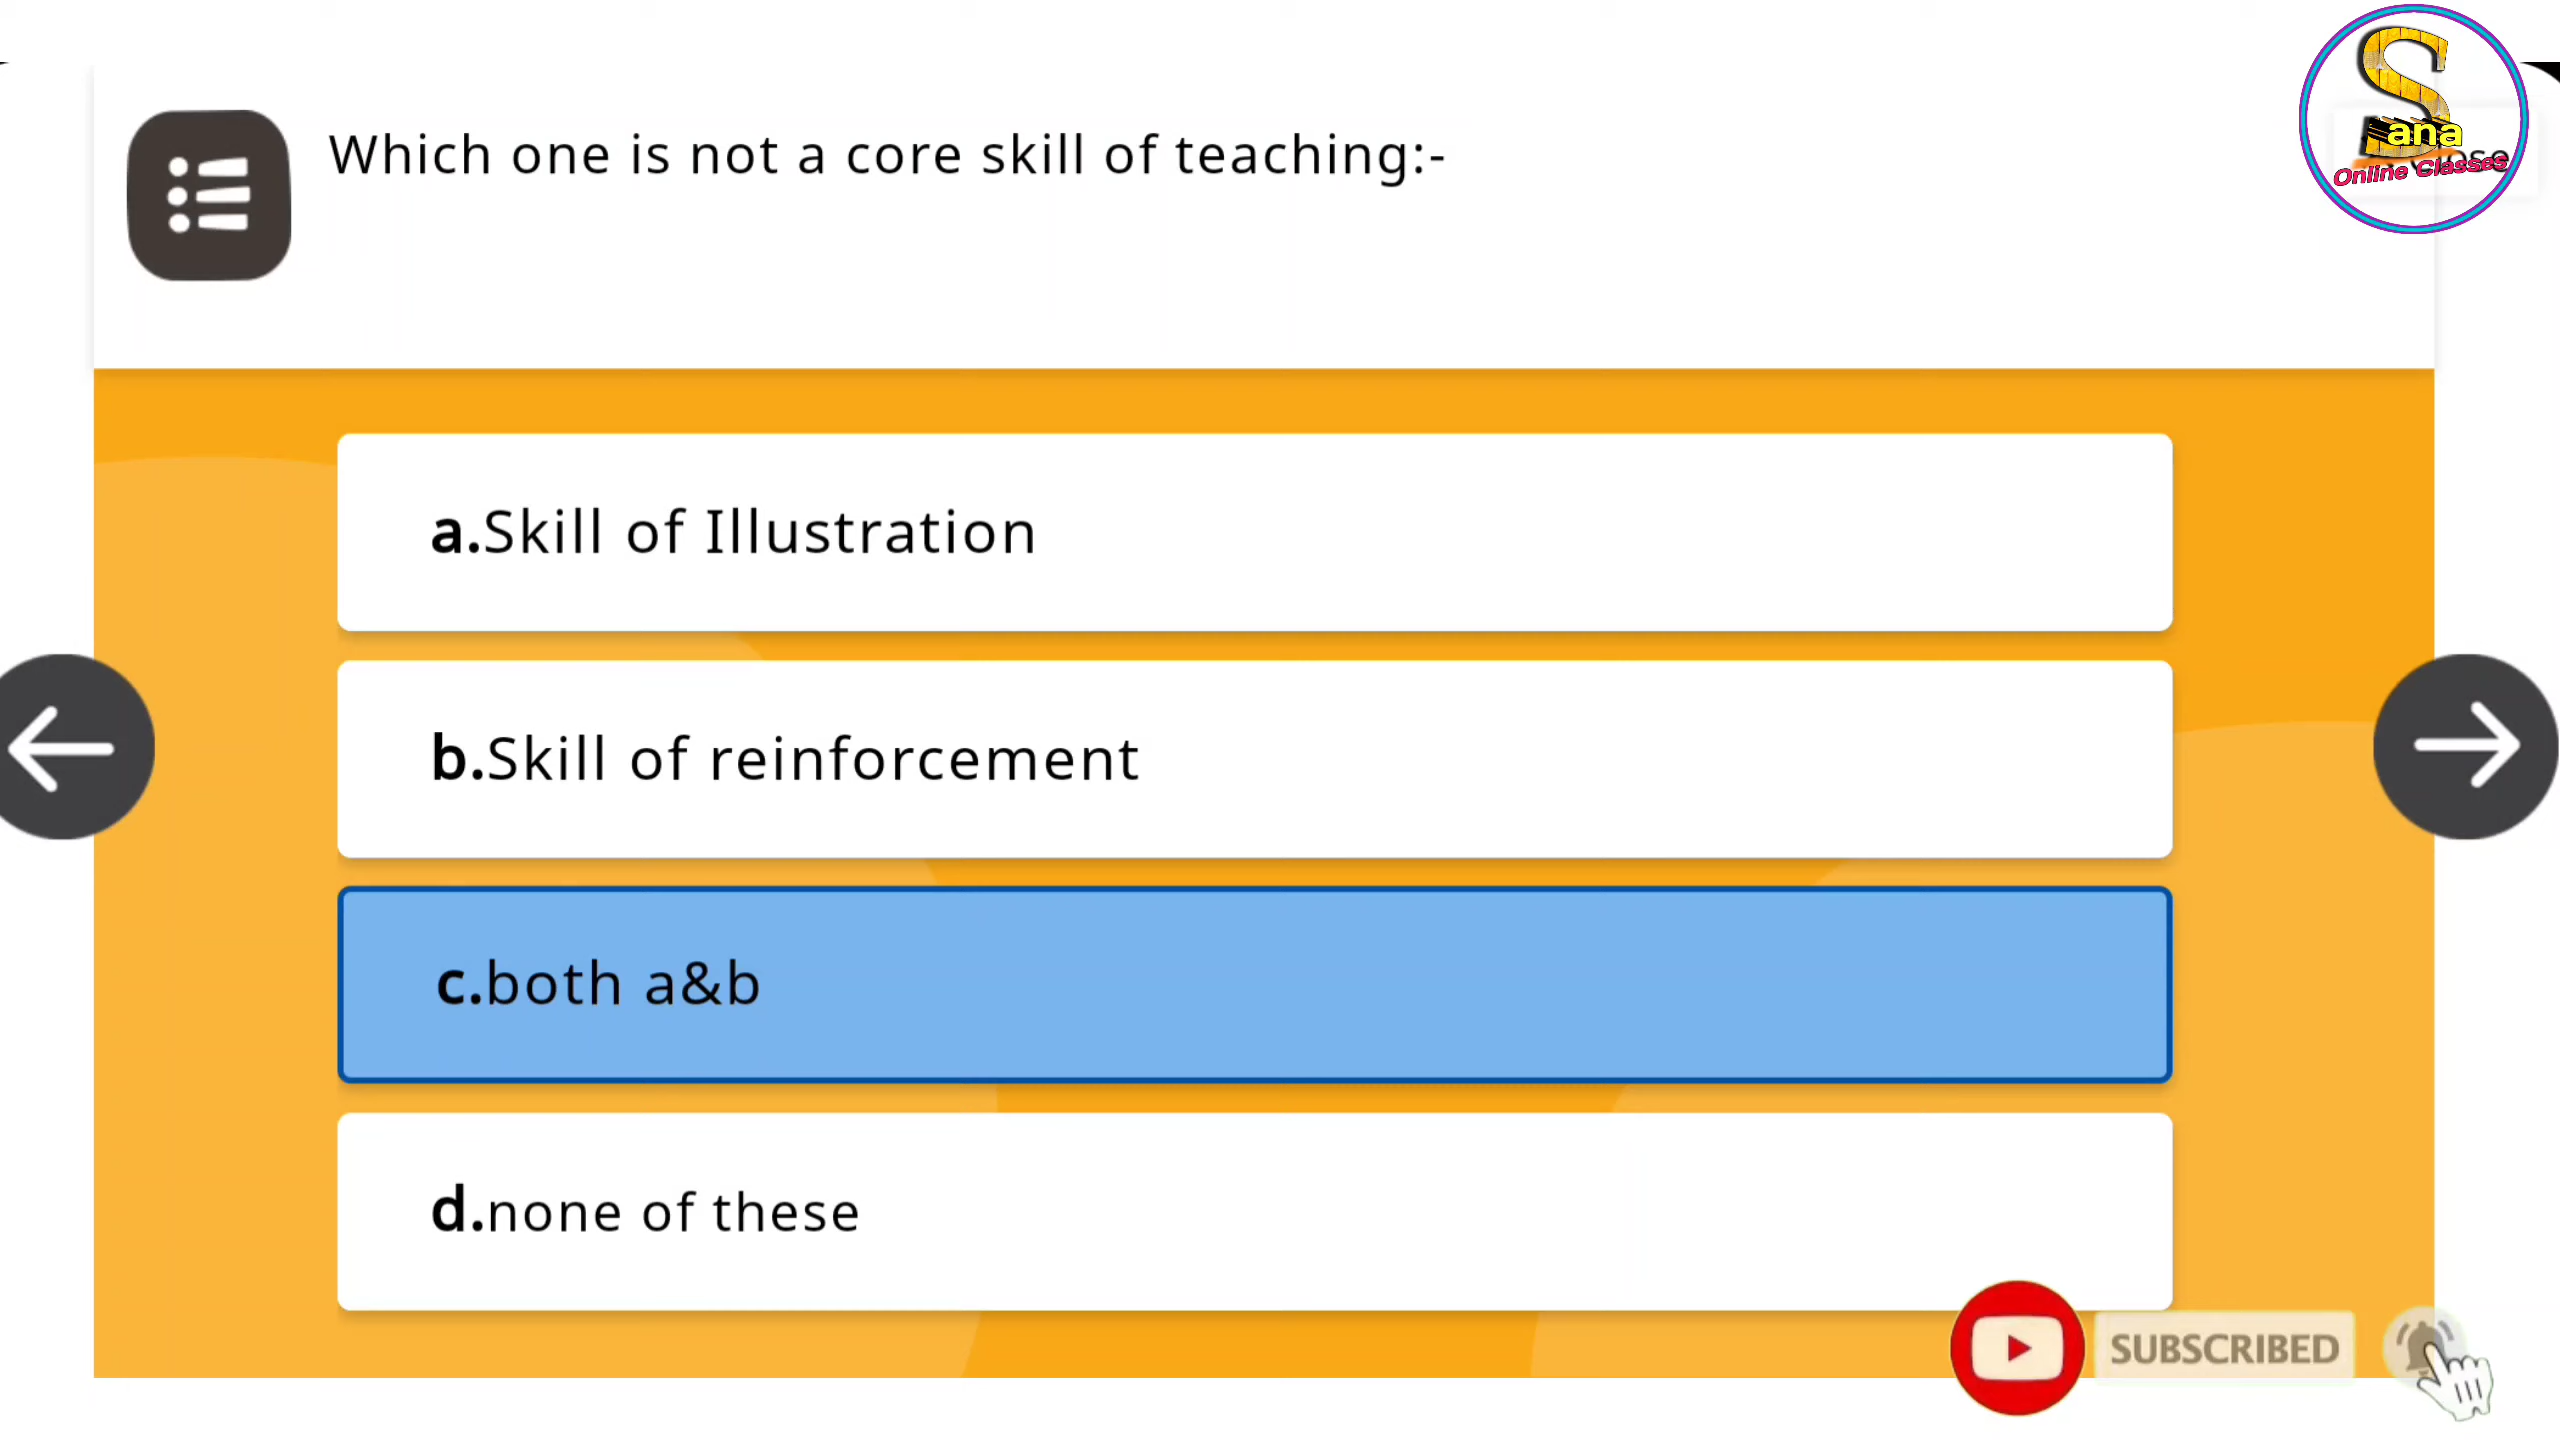 Which one is not a core skill of teaching:-
Sana
Online Classes
a.Skill of Illustration
b.Skill of reinforcement
c.both a&b
d.none of these
SUBSCRIBED